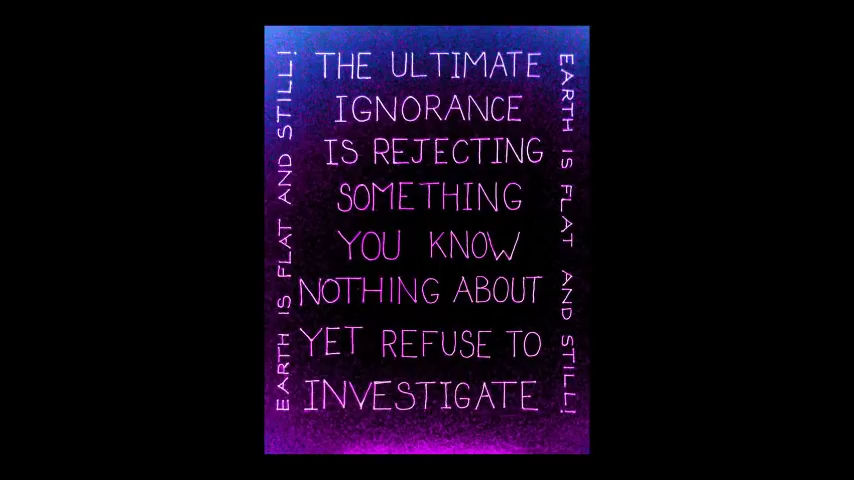 THE ULTIMATE
IGNORANCE
IS REJECTING
SOMETHING
YOU KNOW
NOTHING ABOUT
YET REFUSE TO
INVESTIGATE
EARTH IS FLAT AND STILL!
EARTH IS FLAT AND STILL!